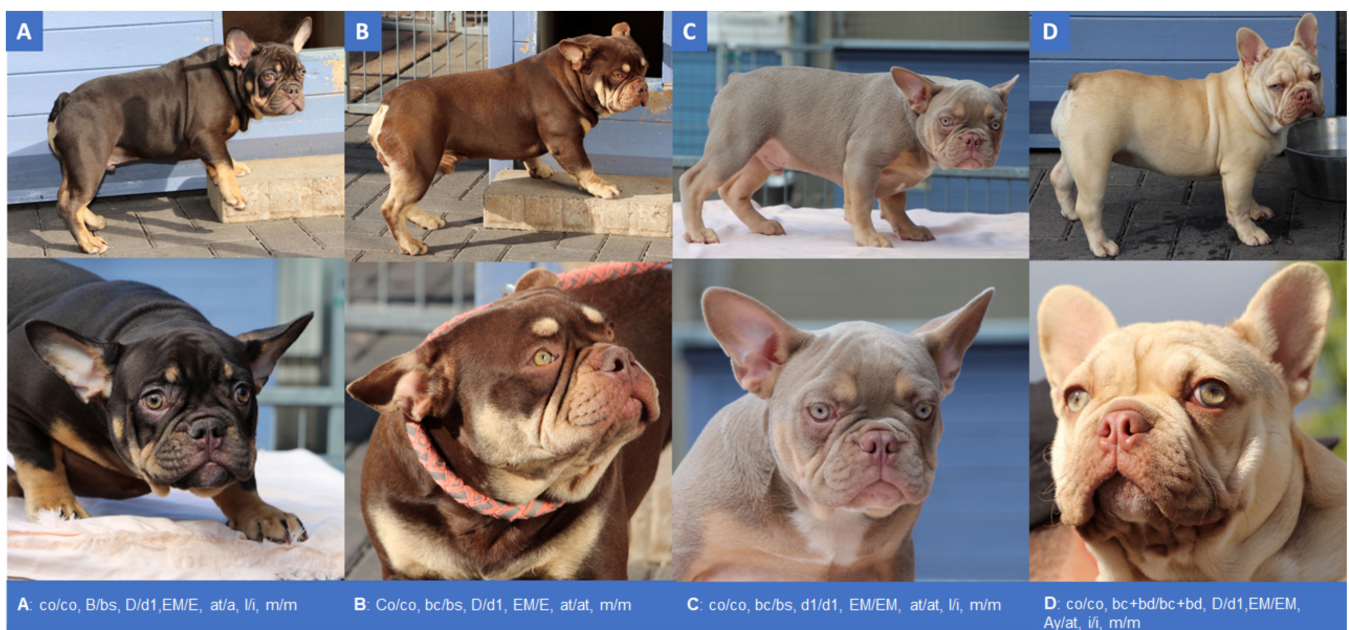 A
B
C
D
A: co/co, B/bs, D/d1,EM/E, at/a, I/i, m/m
B: Co/co, bc/bs, D/d1, EM/E, at/at, m/m
C: co/co, bc/bs, d1/d1, EM/EM, at/at, I/i, m/m
D: co/co, bc+bd/bc+bd, D/d1,EM/EM,
Ay/at, i/i, m/m